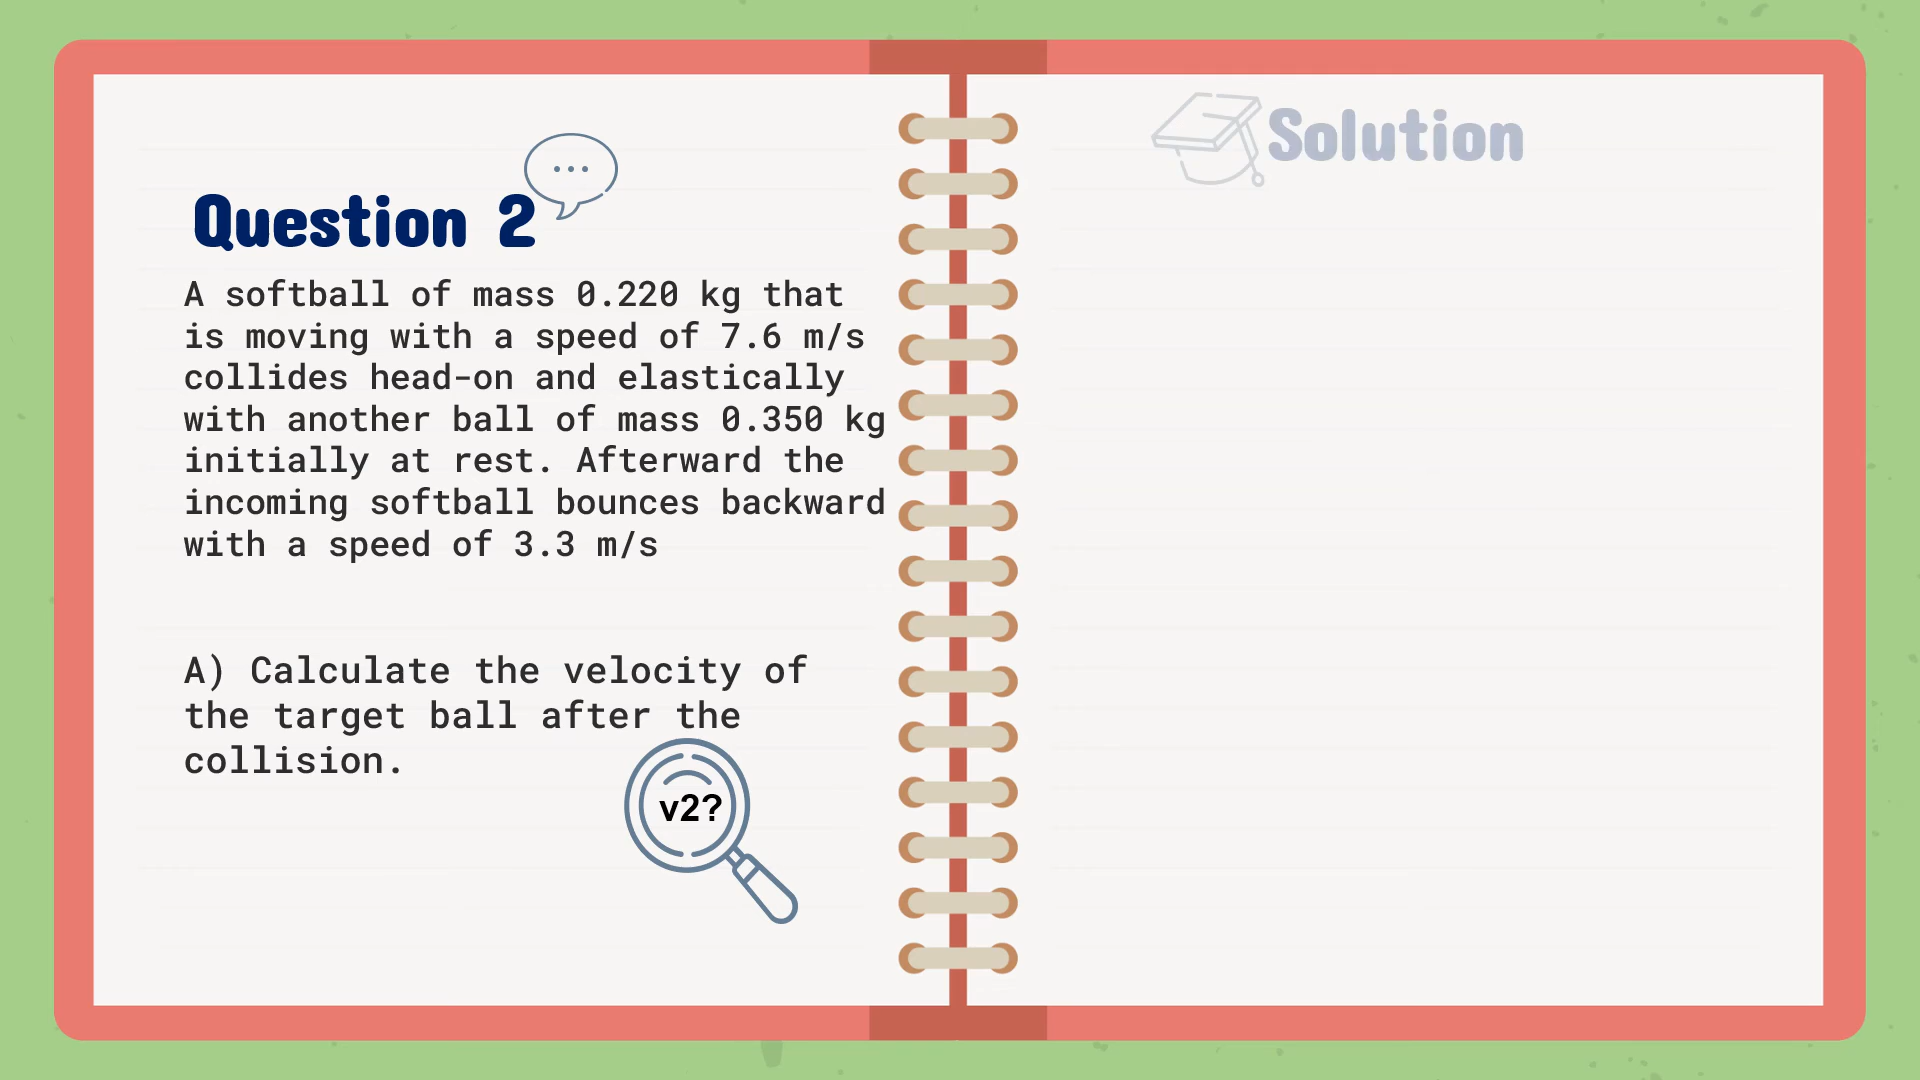 Question 2
A softball of mass 0.220 kg that
is moving with a speed of 7.6 m/s
collides head-on and elastically
with another ball of mass 0.350 kg
initially at rest. Afterward the
incoming softball bounces backward
with a speed of 3.3 m/s
A) Calculate the velocity of
the target ball after the
collision.
v2?
Solution